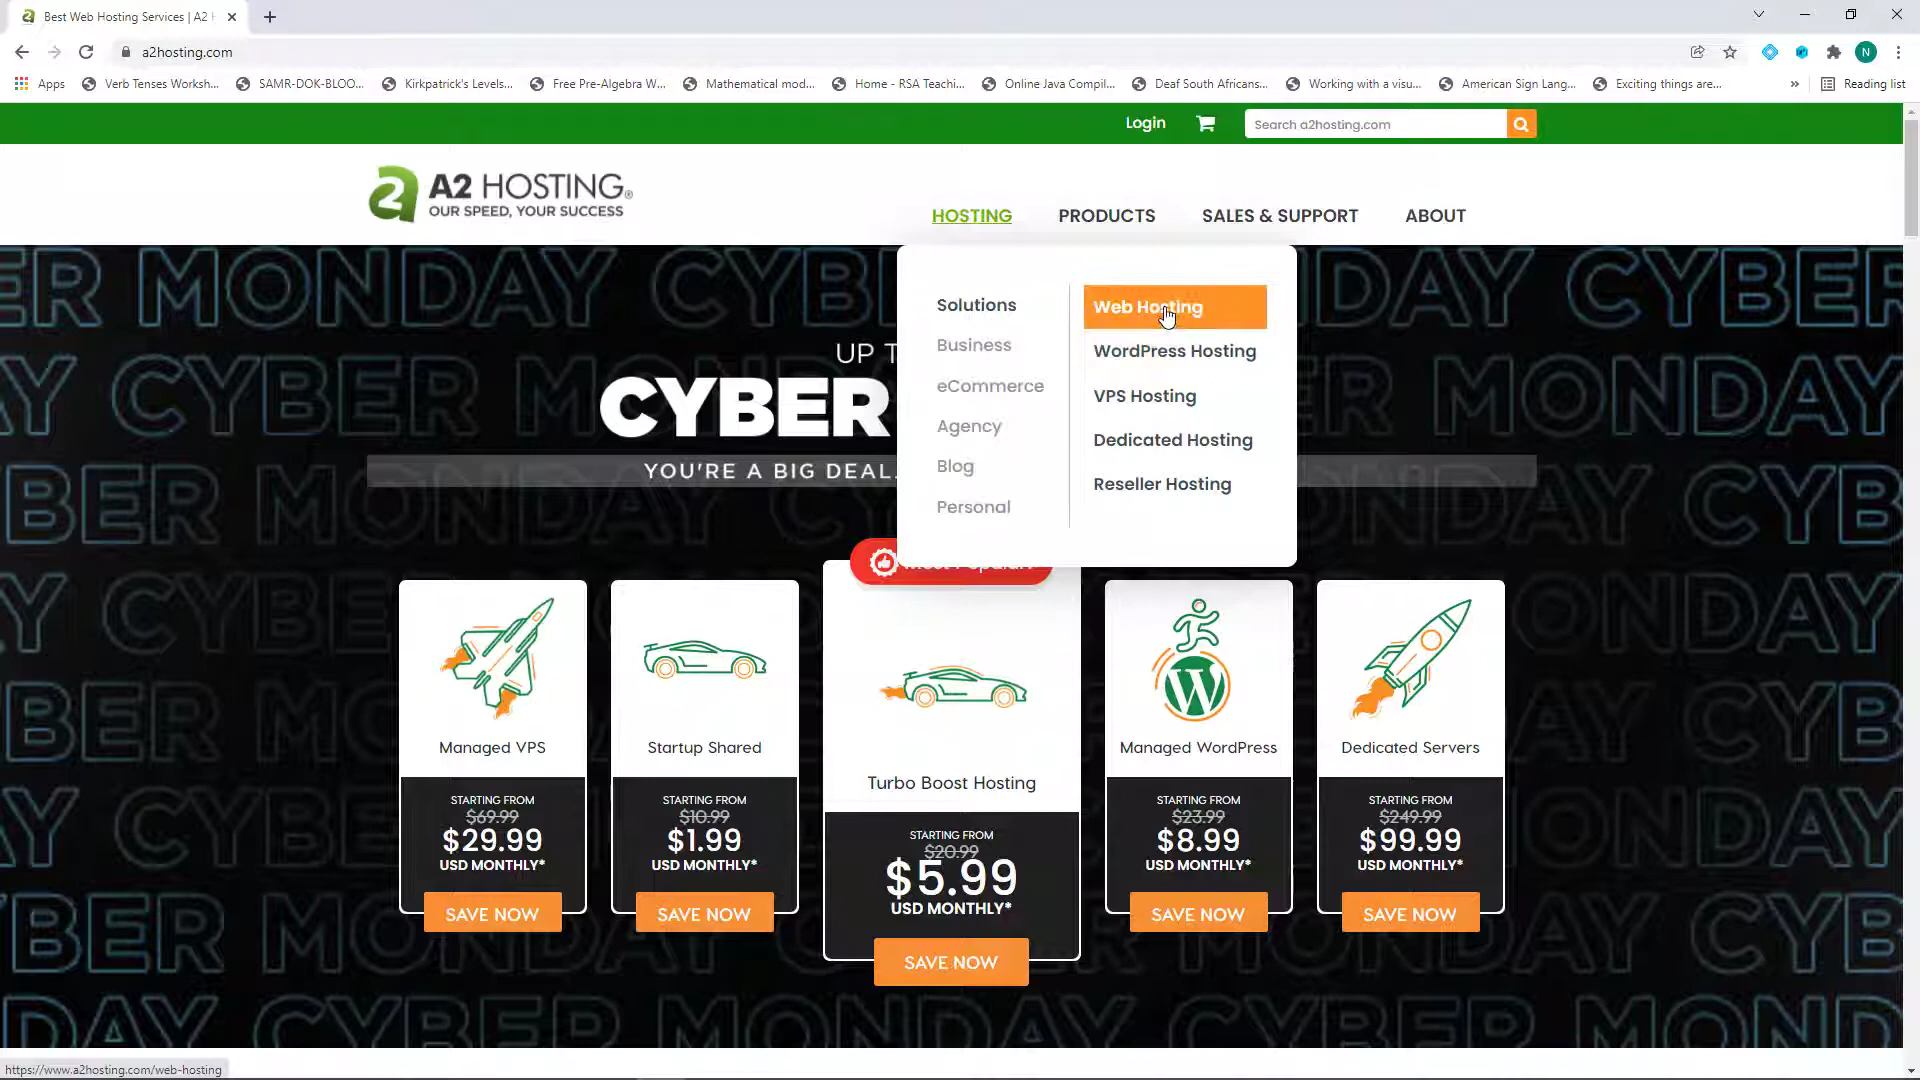 Best Web Hosting Services | A2 H
a2hosting.com
N
Apps
Verb Tenses Worksh...
SAMR-DOK-BLOO...
Kirkpatrick's Levels...
Free Pre-Algebra W...
Mathematical mod...
Home - RSA Teachi...
Online Java Compil...
Deaf South Africans...
Working with a visu...
American Sign Lang...
Exciting things are...
»
Reading list
Login
Search a2hosting.com
A2 HOSTING®
OUR SPEED, YOUR SUCCESS
HOSTING
PRODUCTS
SALES & SUPPORT
ABOUT
Solutions
Business
eCommerce
Agency
Blog
Personal
Web Hosting
WordPress Hosting
VPS Hosting
Dedicated Hosting
Reseller Hosting
UP T
CYBER
YOU'RE A BIG DEAL.
Managed VPS
STARTING FROM
$69.99
$29.99
USD MONTHLY*
SAVE NOW
Startup Shared
STARTING FROM
$10.99
$1.99
USD MONTHLY*
SAVE NOW
Turbo Boost Hosting
STARTING FROM
$20.99
$5.99
USD MONTHLY*
SAVE NOW
Managed WordPress
STARTING FROM
$23.99
$8.99
USD MONTHLY*
SAVE NOW
Dedicated Servers
STARTING FROM
$249.99
$99.99
USD MONTHLY*
SAVE NOW
https://www.a2hosting.com/web-hosting